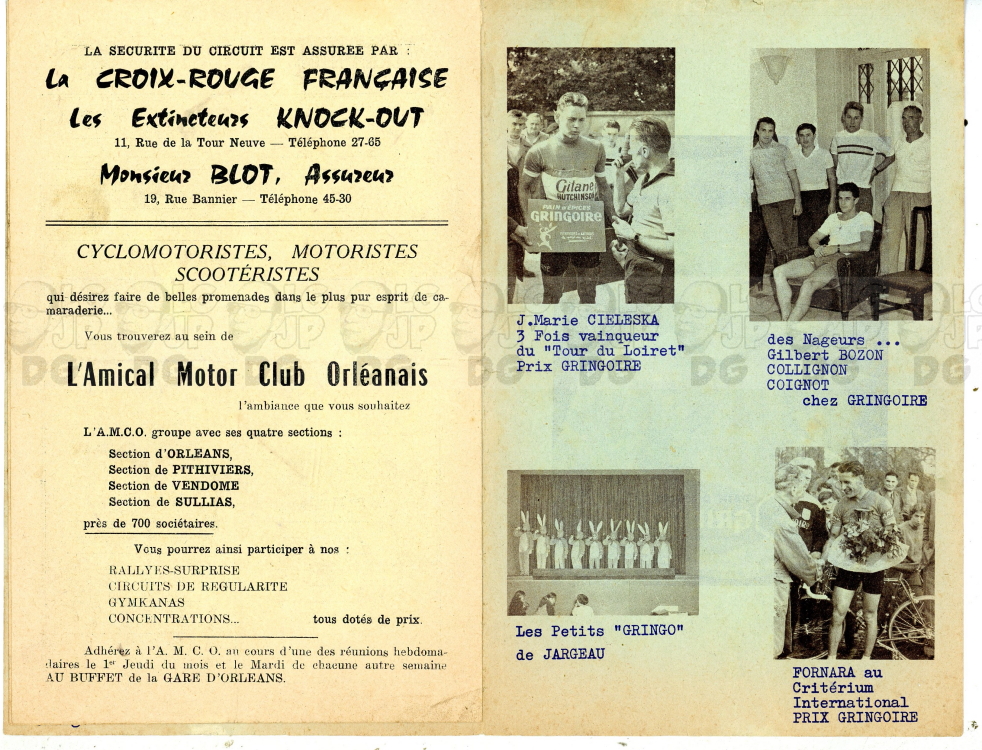 LA SECURITE DU CIRCUIT EST ASSUREE PAR :
La CROIX-ROUGE FRANÇAISE
Les Extincteurs KNOCK-OUT
11, Rue de la Tour Neuve — Téléphone 27-65
Monsieur BLOT, Assureur
19, Rue Bannier — Téléphone 45-30
CYCLOMOTORISTES, MOTORISTES
SCOOTÉRISTES
qui désirez faire de belles promenades dans le plus pur esprit de ca-
maraderie...
Vous trouverez au sein de
L'Amical Motor Club Orléanais
l'ambiance que vous souhaitez
L'A.M.C.O. groupe avec ses quatre sections :
Section d'ORLEANS,
Section de PITHIVIERS,
Section de VENDOME
Section de SULLIAS,
près de 700 sociétaires.
Vous pourrez ainsi participer à nos :
RALLYES-SURPRISE
CIRCUITS DE REGULARITE
GYMKANAS
CONCENTRATIONS... tous dotés de prix.
Adhérez à l'A. M. C. O. au cours d'une des réunions hebdoma-
daires le 1er Jeudi du mois et le Mardi de chacune autre semaine
AU BUFFET de la GARE D'ORLEANS.
Gitane
HUTCHINSON
PAIN D'EPICES
GRINGOIRE
J.Marie CIELESKA
3 Fois vainqueur
du "Tour du Loiret"
Prix GRINGOIRE
des Nageurs ...
Gilbert BOZON
COLLIGNON
COIGNOT
chez GRINGOIRE
Les Petits "GRINGO"
de JARGEAU
FORNARA au
Critérium
International
PRIX GRINGOIRE